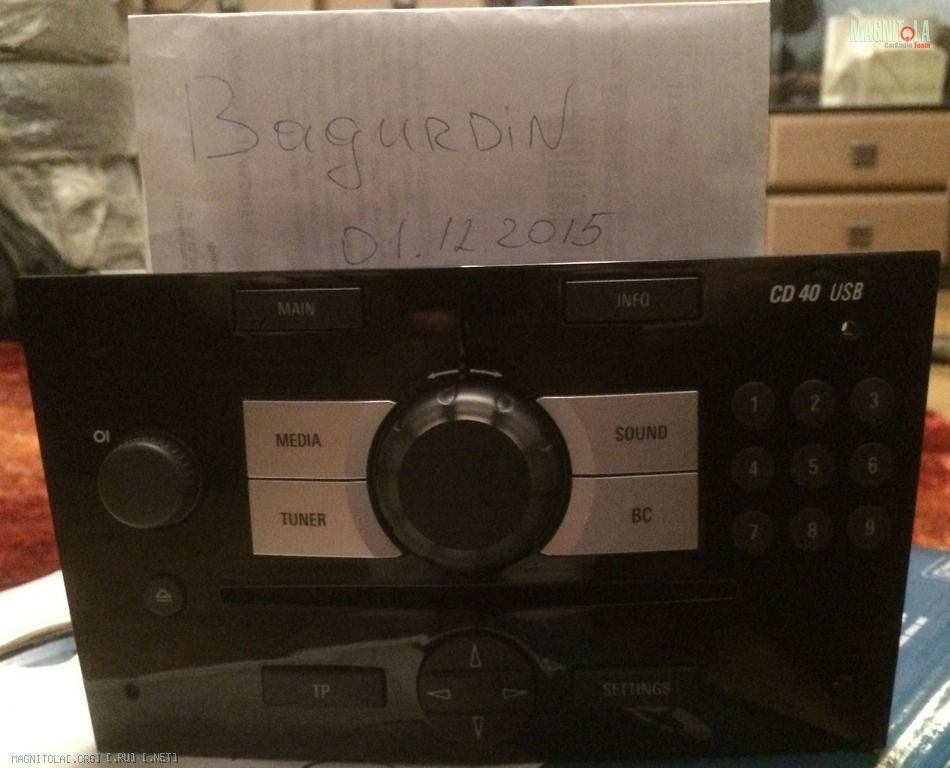 MAGNITOLA
CarAudio Team
BagurDiN
01.12.2015
MAIN
INFO
CD 40 USB
MEDIA
SOUND
TUNER
BC
1 2 3
4 5 6
7 8 9
TP
SETTINGS
MAGNITOLA[.ORG] [.RU] [.NET]